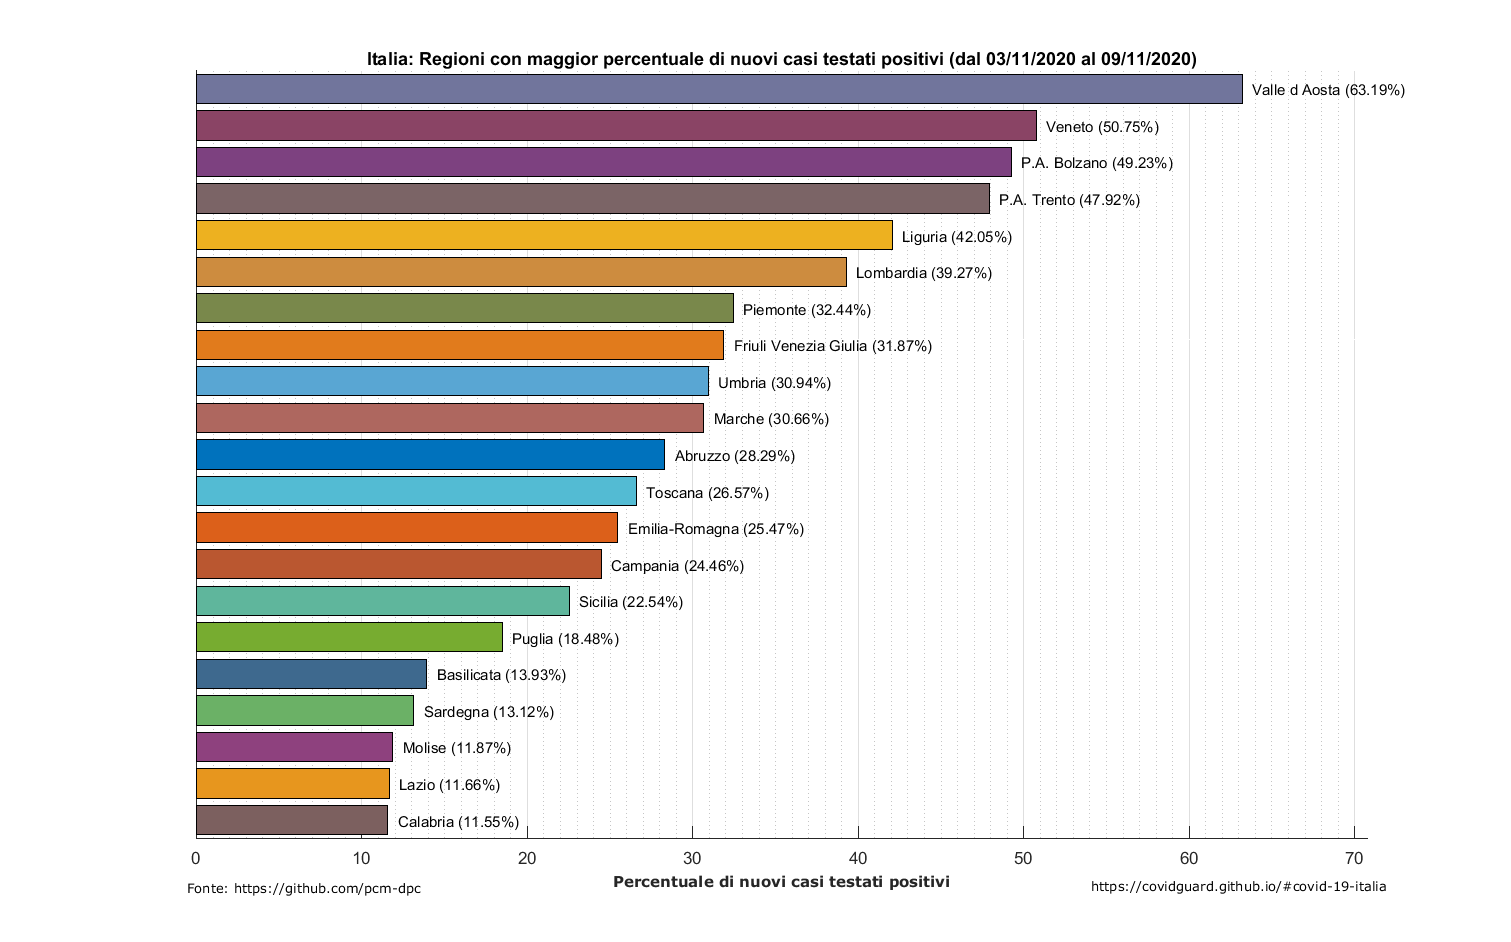 Italia: Regioni con maggior percentuale di nuovi casi testati positivi (dal 03/11/2020 al 09/11/2020)
Valle d Aosta (63.19%)
Veneto (50.75%)
P.A. Bolzano (49.23%)
P.A. Trento (47.92%)
Liguria (42.05%)
Lombardia (39.27%)
Piemonte (32.44%)
Friuli Venezia Giulia (31.87%)
Umbria (30.94%)
Marche (30.66%)
Abruzzo (28.29%)
Toscana (26.57%)
Emilia-Romagna (25.47%)
Campania (24.46%)
Sicilia (22.54%)
Puglia (18.48%)
Basilicata (13.93%)
Sardegna (13.12%)
Molise (11.87%)
Lazio (11.66%)
Calabria (11.55%)
0 10 20 30 40 50 60 70
Percentuale di nuovi casi testati positivi
Fonte: https://github.com/pcm-dpc
https://covidguard.github.io/#covid-19-italia